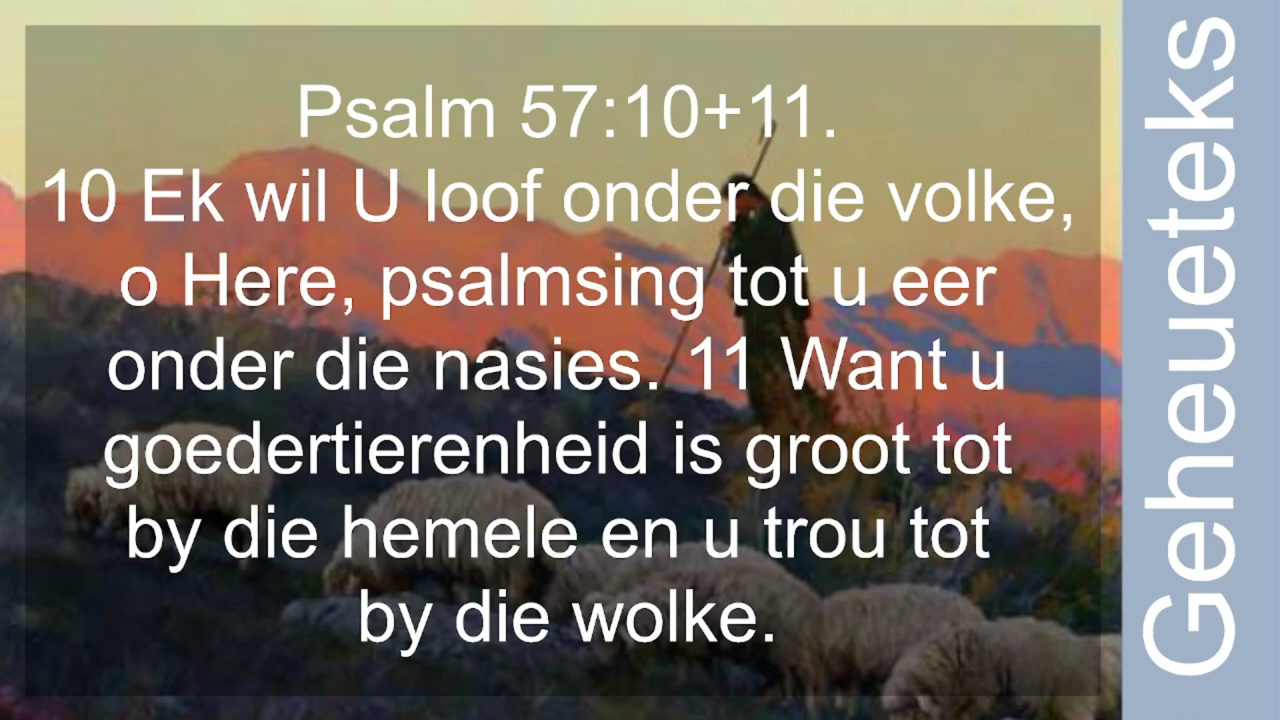 Psalm 57:10+11.
10 Ek wil U loof onder die volke,
o Here, psalmsing tot u eer
onder die nasies. 11 Want u
goedertierenheid is groot tot
by die hemele en u trou tot
by die wolke.
Geheueteks